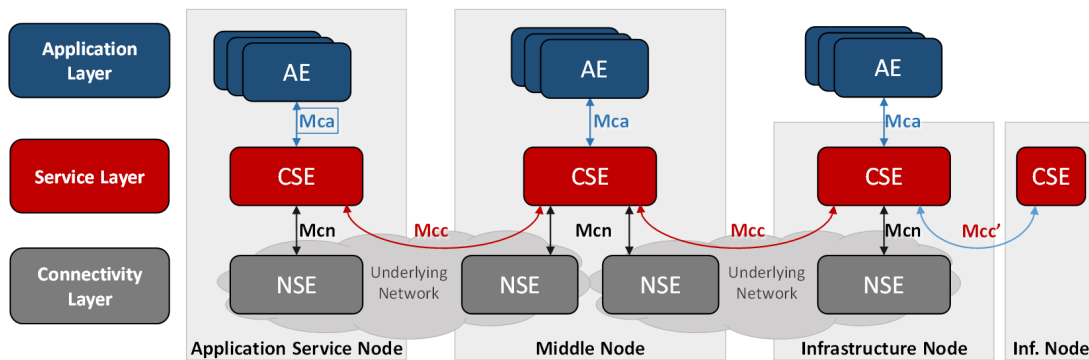 Application
Layer
AE
AE
AE
Mca
Mca
Mca
Service Layer
CSE
CSE
CSE
CSE
Mcn
Mcc
Mcn
Mcc
Mcn
Mcc'
Connectivity
Layer
NSE
Underlying
Network
NSE
NSE
Underlying
Network
NSE
Application Service Node
Middle Node
Infrastructure Node
Inf. Node